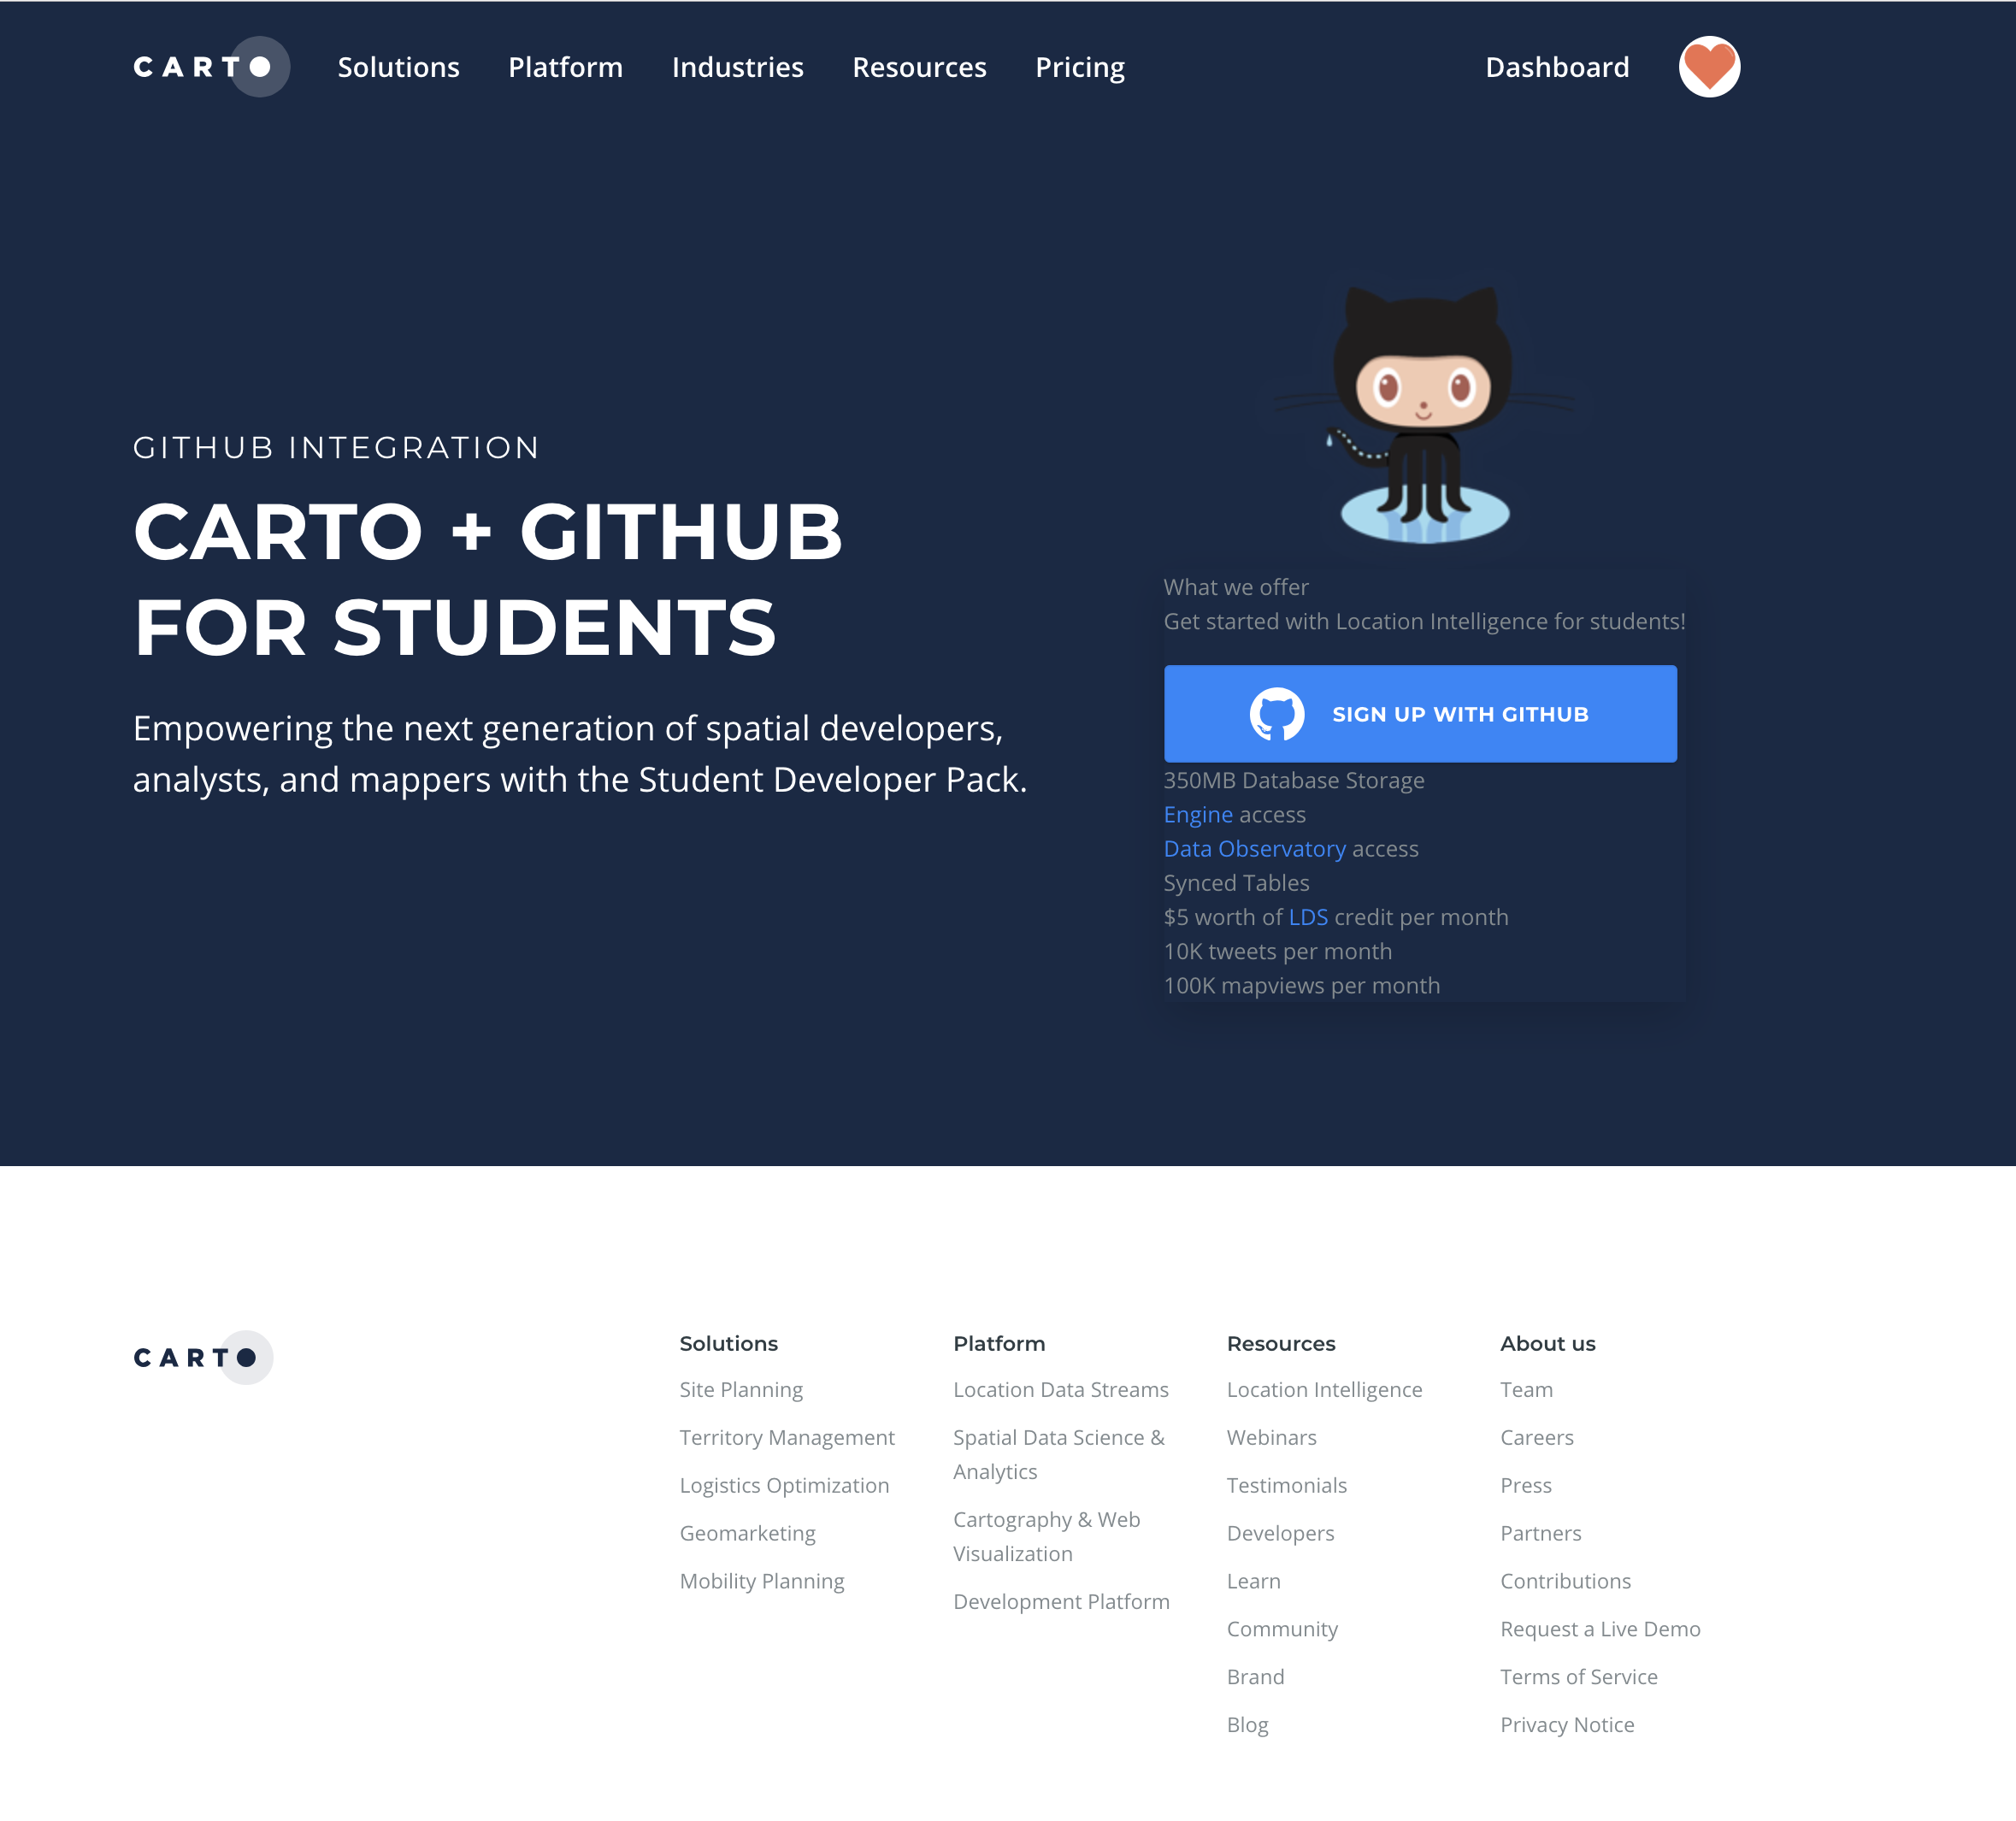 CARTO
Solutions
Platform
Industries
Resources
Pricing
Dashboard
GITHUB INTEGRATION
CARTO + GITHUB
FOR STUDENTS
Empowering the next generation of spatial developers,
analysts, and mappers with the Student Developer Pack.
What we offer
Get started with Location Intelligence for students!
SIGN UP WITH GITHUB
350MB Database Storage
Engine access
Data Observatory access
Synced Tables
$5 worth of LDS credit per month
10K tweets per month
100K mapviews per month
CARTO
Solutions
Site Planning
Territory Management
Logistics Optimization
Geomarketing
Mobility Planning
Platform
Location Data Streams
Spatial Data Science &
Analytics
Cartography & Web
Visualization
Development Platform
Resources
Location Intelligence
Webinars
Testimonials
Developers
Learn
Community
Brand
Blog
About us
Team
Careers
Press
Partners
Contributions
Request a Live Demo
Terms of Service
Privacy Notice